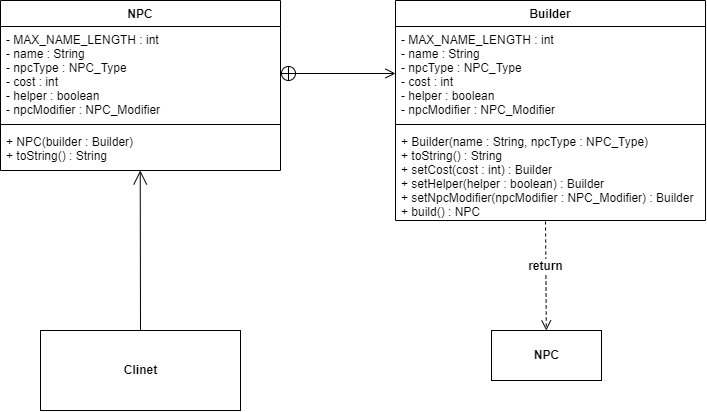 NPC
- MAX_NAME_LENGTH : int
- name : String
- npcType : NPC_Type
- cost : int
- helper : boolean
- npcModifier : NPC_Modifier
+ NPC(builder : Builder)
+ toString() : String
Builder
- MAX_NAME_LENGTH : int
- name : String
- npcType : NPC_Type
- cost : int
- helper : boolean
- npcModifier : NPC_Modifier
+ Builder(name : String, npcType : NPC_Type)
+ toString() : String
+ setCost(cost : int) : Builder
+ setHelper(helper : boolean) : Builder
+ setNpcModifier(npcModifier : NPC_Modifier) : Builder
+ build() : NPC
return
Clinet
NPC